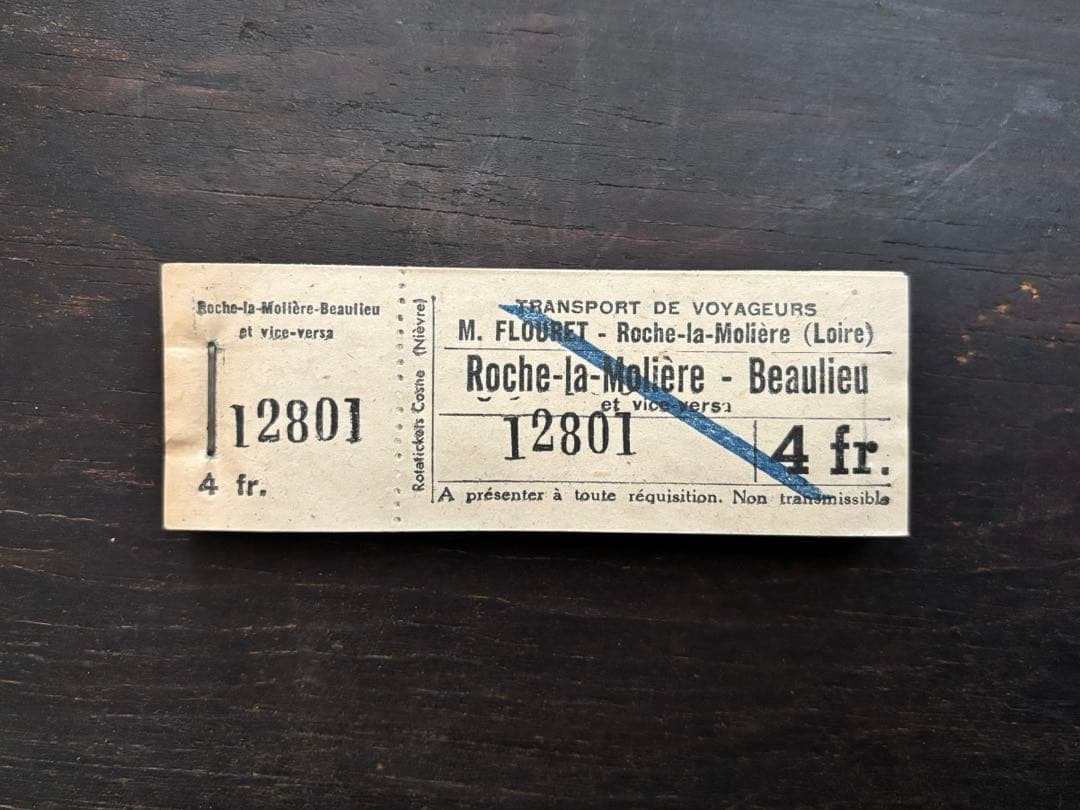 Roche-la-Molière-Beaulieu
et vice-versa
12801
4 fr.
Rotatickets Cosne (Nièvre)
TRANSPORT DE VOYAGEURS
M. FLOURET - Roche-la-Molière (Loire)
Roche-la-Molière - Beaulieu
et vice-versa
12801
4 fr.
A présenter à toute réquisition. Non transmissible